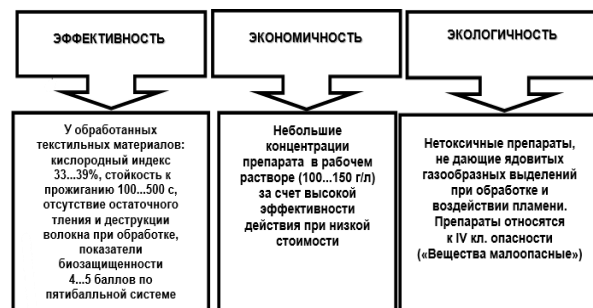 ЭФФЕКТИВНОСТЬ
У обработанных
текстильных материалов:
кислородный индекс
33...39%, стойкость к
прожиганию 100...500 с,
отсутствие остаточного
тления и деструкции
волокна при обработке,
показатели
биозащищенности
4...5 баллов по
пятибалльной системе
ЭКОНОМИЧНОСТЬ
Небольшие
концентрации
препарата в рабочем
растворе (100...150 г/л)
за счет высокой
эффективности
действия при низкой
стоимости
ЭКОЛОГИЧНОСТЬ
Нетоксичные препараты,
не дающие ядовитых
газообразных выделений
при обработке и
воздействии пламени.
Препараты относятся
к IV кл. опасности
(«Вещества малоопасные»)